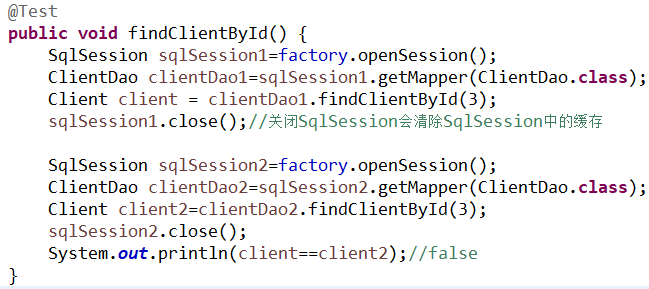 @Test
public void findClientById() {
    SqlSession sqlSession1=factory.openSession();
    ClientDao clientDao1=sqlSession1.getMapper(ClientDao.class);
    Client client = clientDao1.findClientById(3);
    sqlSession1.close();//关闭SqlSession会清除SqlSession中的缓存

    SqlSession sqlSession2=factory.openSession();
    ClientDao clientDao2=sqlSession2.getMapper(ClientDao.class);
    Client client2=clientDao2.findClientById(3);
    sqlSession2.close();
    System.out.println(client==client2);//false
}